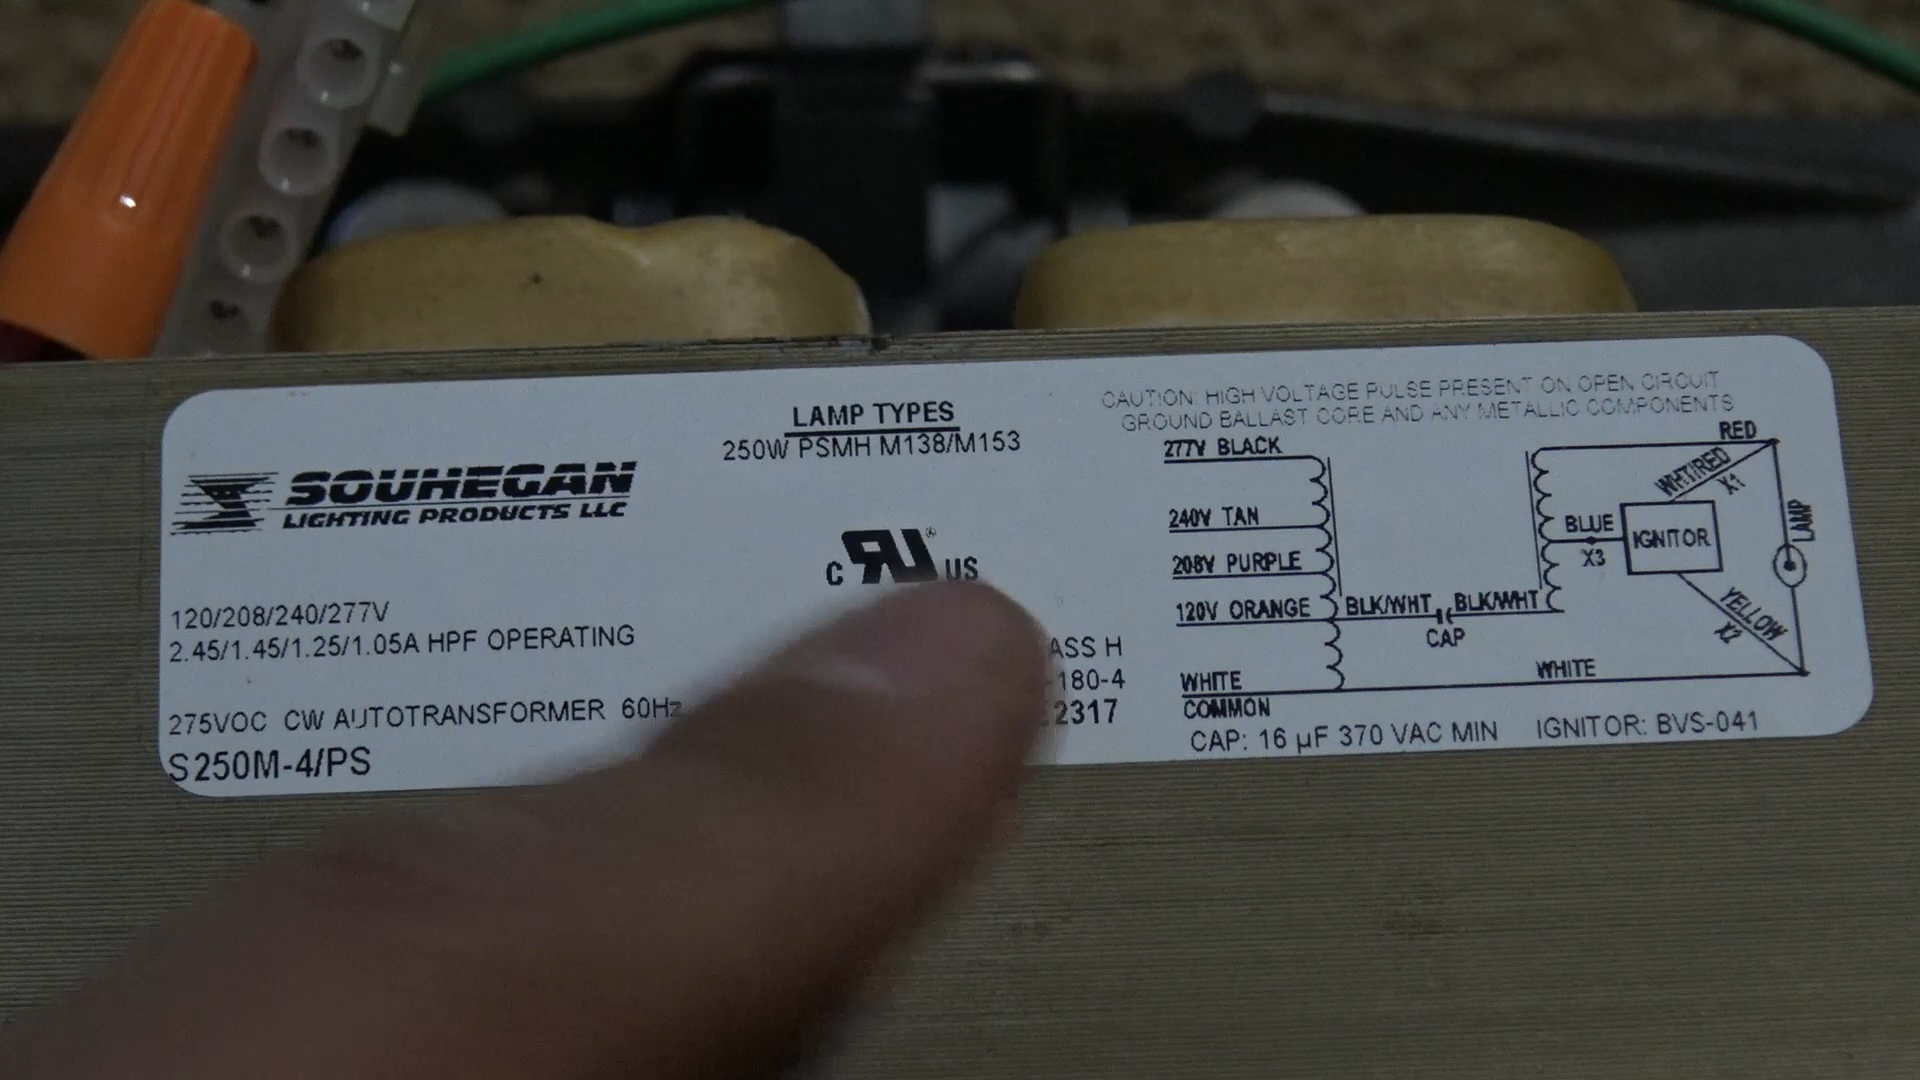 SOUHEGAN
LIGHTING PRODUCTS LLC
120/208/240/277V
2.45/1.45/1.25/1.05A HPF OPERATING
275VOC CW AUTOTRANSFORMER 60Hz
S250M-4/PS
LAMP TYPES
250W PSMH M138/M153
C RU® US
ASS H
-180-4
2317
CAUTION: HIGH VOLTAGE PULSE PRESENT ON OPEN CIRCUIT
GROUND BALLAST CORE AND ANY METALLIC COMPONENTS
277V BLACK
240V TAN
208V PURPLE
120V ORANGE
WHITE
COMMON
BLK/WHT
CAP
BLK/WHT
RED
WHT/RED
X1
BLUE
X3
IGNITOR
LAMP
YELLOW
X2
WHITE
CAP: 16 µF 370 VAC MIN IGNITOR: BVS-041